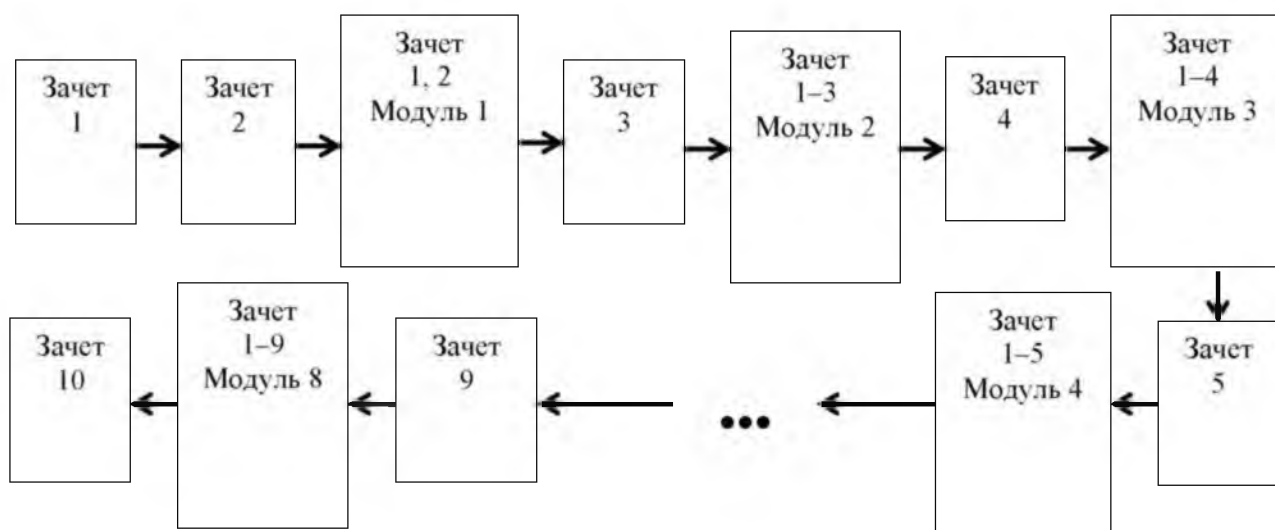 Зачет
1
Зачет
2
Зачет
1, 2
Модуль 1
Зачет
3
Зачет
1–3
Модуль 2
Зачет
4
Зачет
1–4
Модуль 3
Зачет
5
Зачет
1–5
Модуль 4
•••
Зачет
9
Зачет
1–9
Модуль 8
Зачет
10